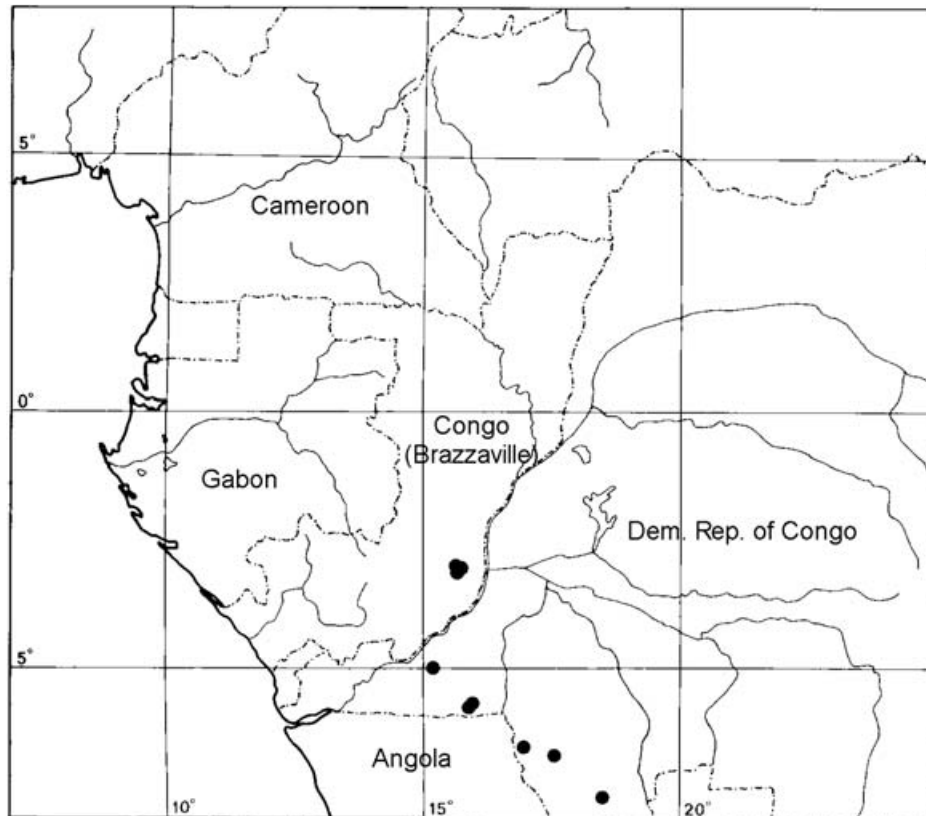 5°
Cameroon
0°
Congo
(Brazzaville)
Gabon
Dem. Rep. of Congo
5°
Angola
10°
15°
20°